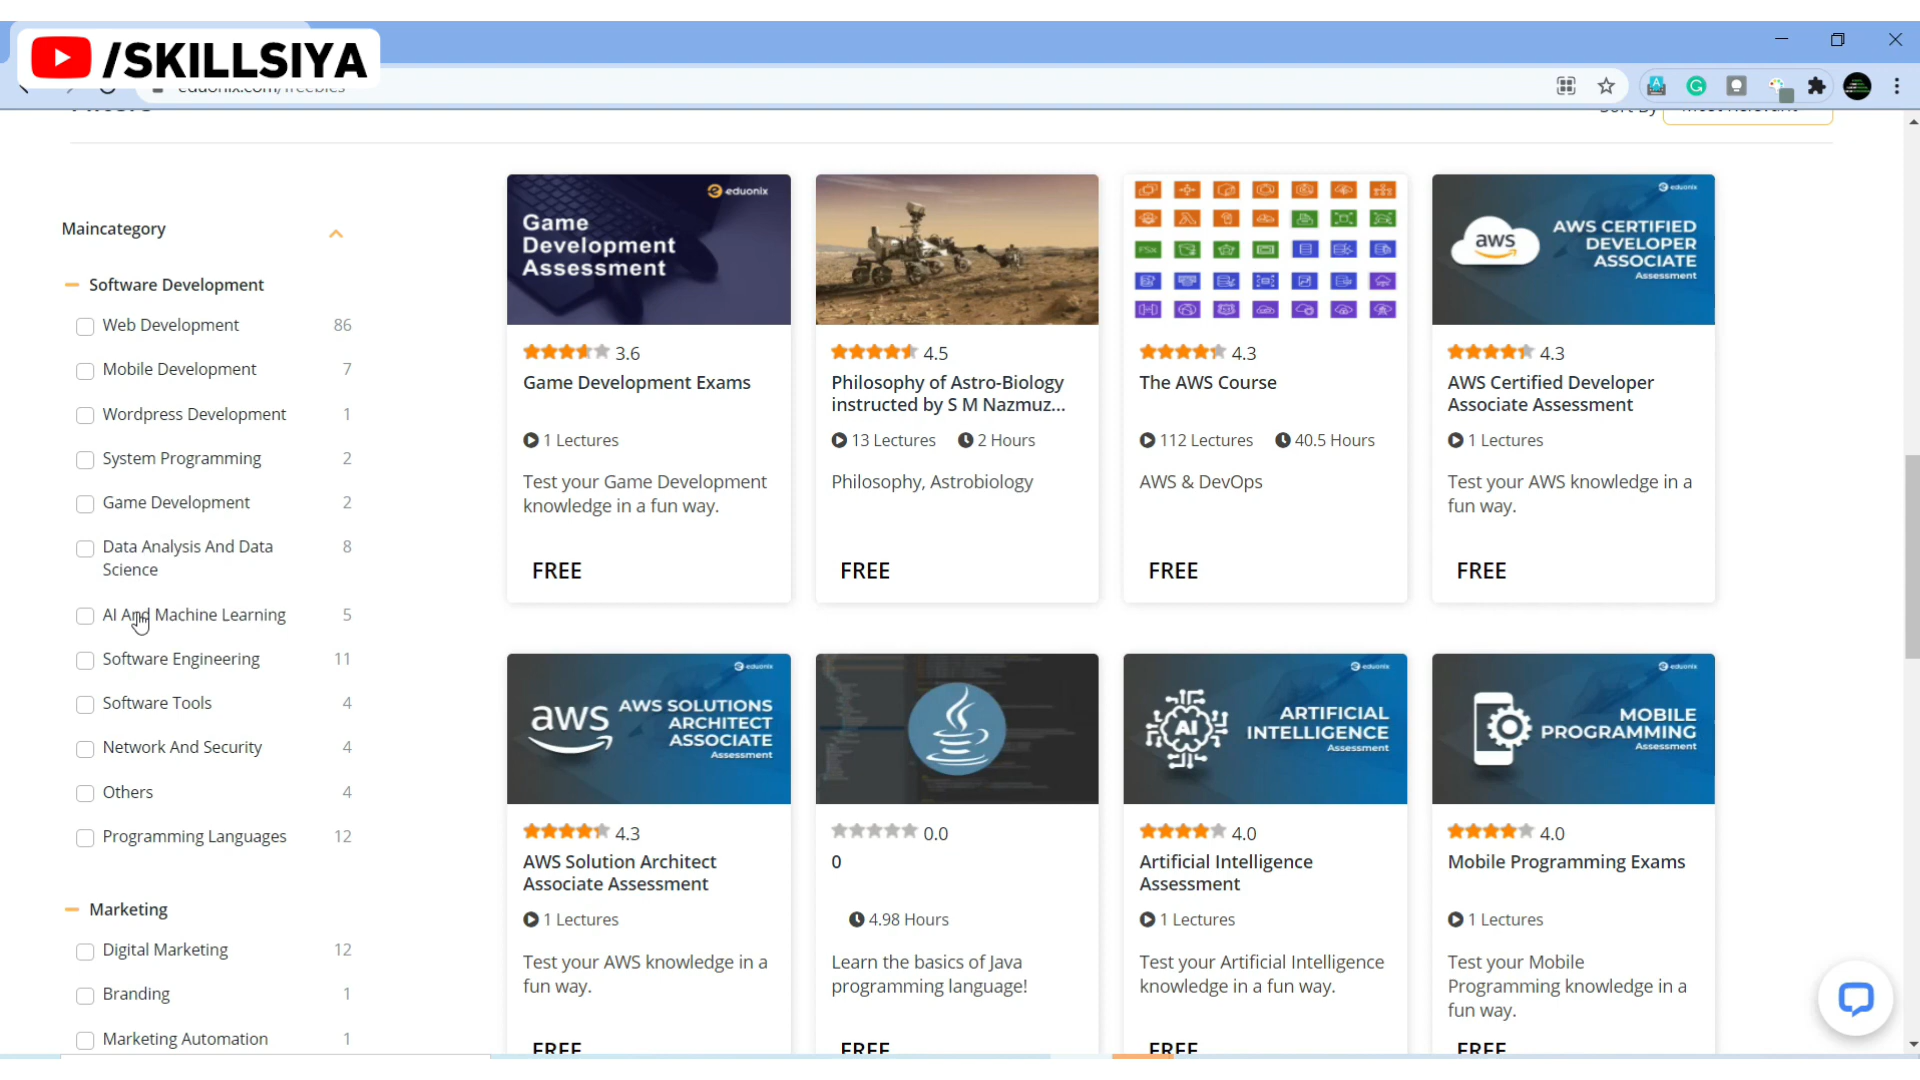 /SKILLSIYA
eduonix.com/freebies
Filters
Sort By
Most Relevant
Maincategory
Software Development
Web Development 86
Mobile Development 7
Wordpress Development 1
System Programming 2
Game Development 2
Data Analysis And Data 8
Science
AI And Machine Learning 5
Software Engineering 11
Software Tools 4
Network And Security 4
Others 4
Programming Languages 12
Marketing
Digital Marketing 12
Branding 1
Marketing Automation 1
eduonix
Game
Development
Assessment
3.6
Game Development Exams
1 Lectures
Test your Game Development
knowledge in a fun way.
FREE
4.5
Philosophy of Astro-Biology
instructed by S M Nazmuz...
13 Lectures 2 Hours
Philosophy, Astrobiology
FREE
FSx
4.3
The AWS Course
112 Lectures 40.5 Hours
AWS & DevOps
FREE
eduonix
aws
AWS CERTIFIED
DEVELOPER
ASSOCIATE
Assessment
4.3
AWS Certified Developer
Associate Assessment
1 Lectures
Test your AWS knowledge in a
fun way.
FREE
eduonix
aws
AWS SOLUTIONS
ARCHITECT
ASSOCIATE
Assessment
4.3
AWS Solution Architect
Associate Assessment
1 Lectures
Test your AWS knowledge in a
fun way.
FREE
0.0
0
4.98 Hours
Learn the basics of Java
programming language!
FREE
eduonix
AI
ARTIFICIAL
INTELLIGENCE
Assessment
4.0
Artificial Intelligence
Assessment
1 Lectures
Test your Artificial Intelligence
knowledge in a fun way.
FREE
eduonix
MOBILE
PROGRAMMING
Assessment
4.0
Mobile Programming Exams
1 Lectures
Test your Mobile
Programming knowledge in a
fun way.
FREE